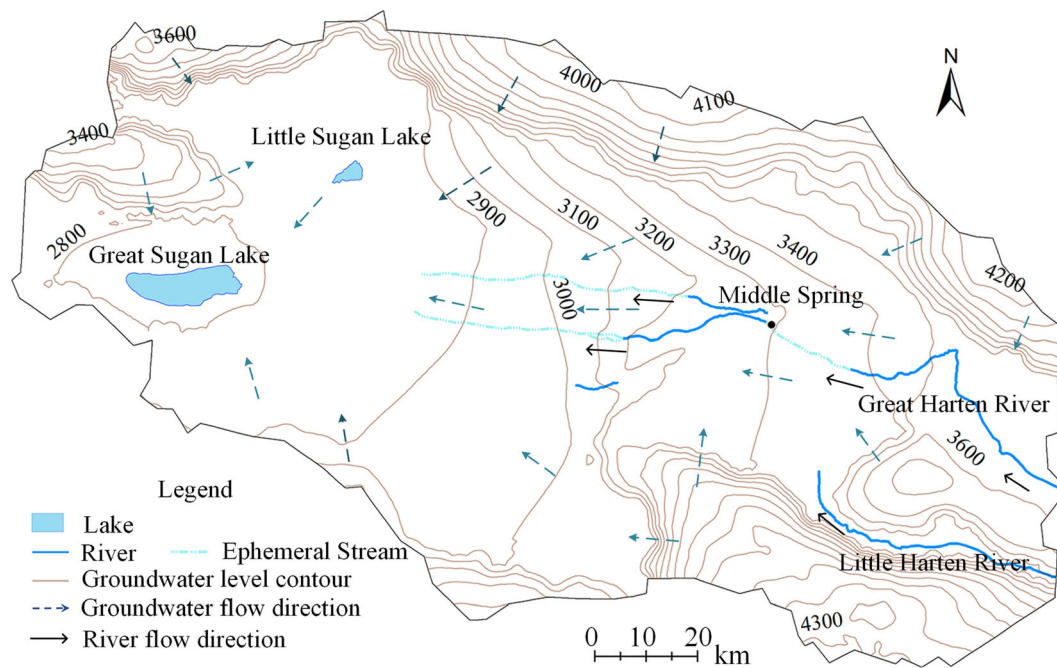 3600
4000
4100
N
3400
Little Sugan Lake
2900
3100
3200
3300
3400
2800
Great Sugan Lake
4200
3000
Middle Spring
Great Harten River
3600
Little Harten River
4300
Legend
Lake
River
Ephemeral Stream
Groundwater level contour
Groundwater flow direction
River flow direction
0 10 20
km